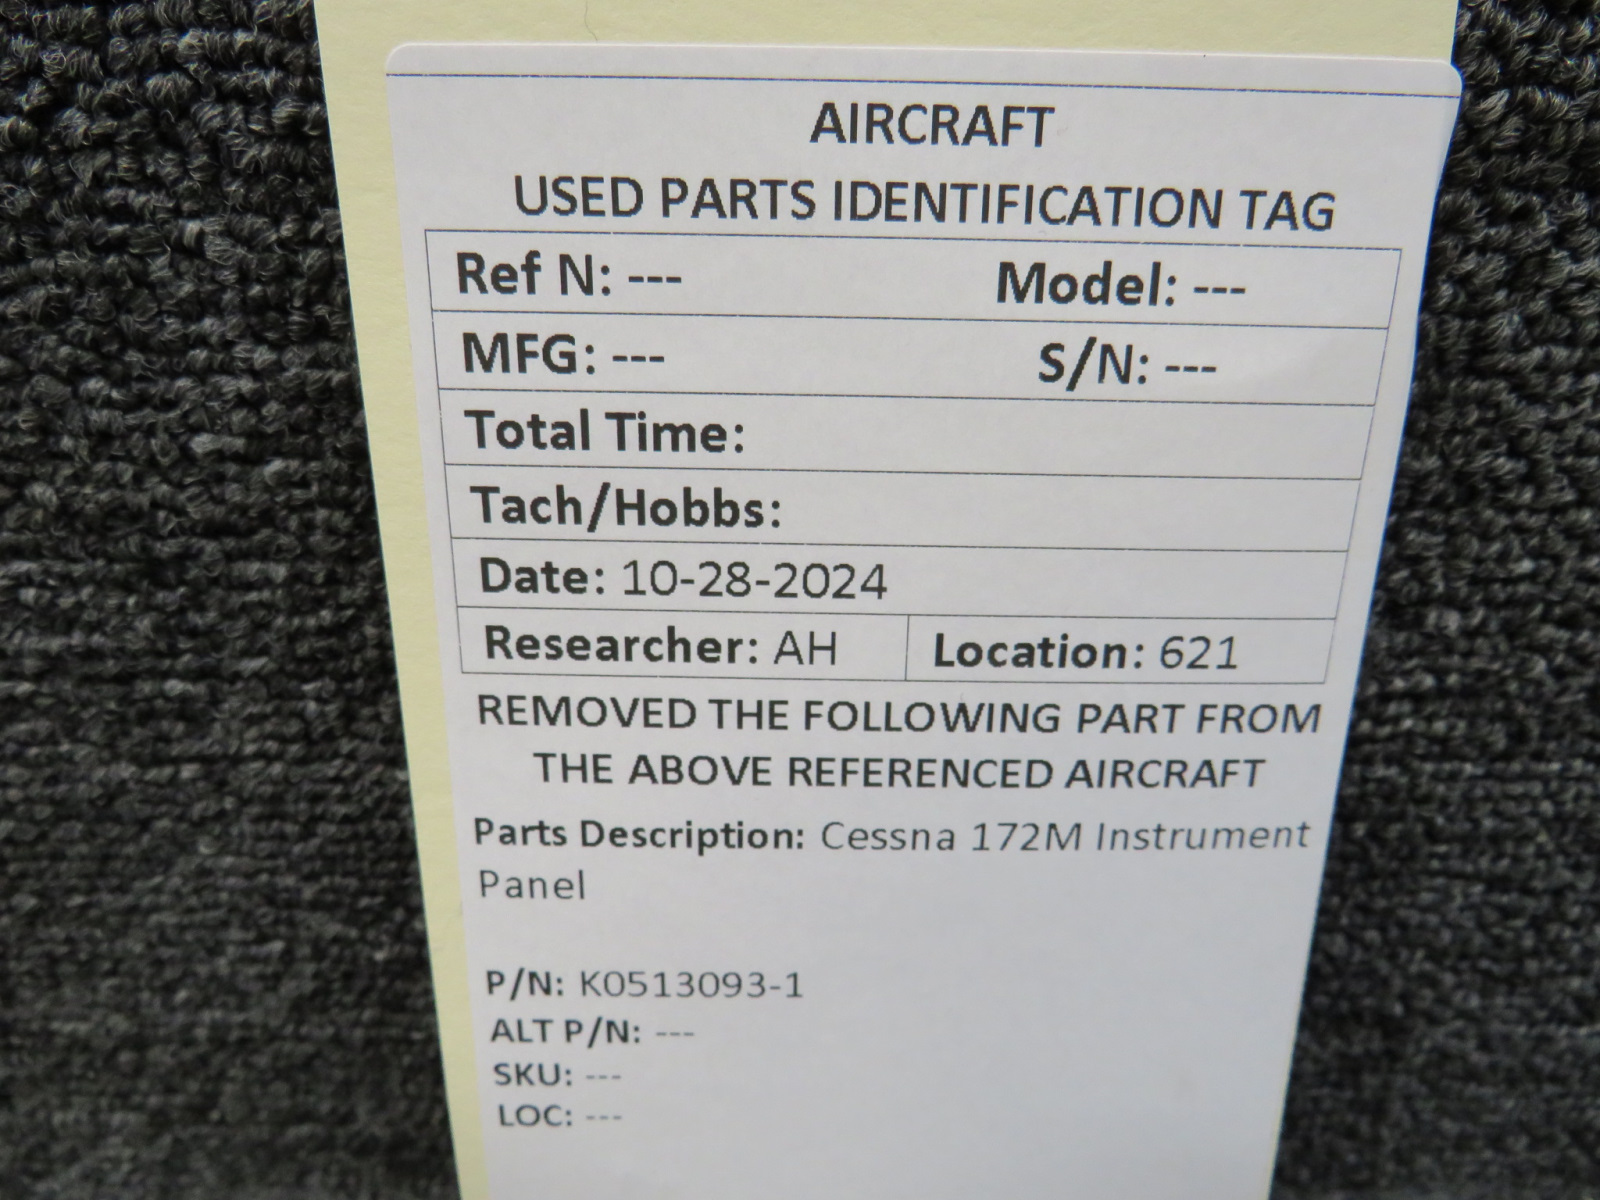 AIRCRAFT
USED PARTS IDENTIFICATION TAG
Ref N: --- Model: ---
MFG: --- S/N: ---
Total Time:
Tach/Hobbs:
Date: 10-28-2024
Researcher: AH Location: 621
REMOVED THE FOLLOWING PART FROM
THE ABOVE REFERENCED AIRCRAFT
Parts Description: Cessna 172M Instrument
Panel
P/N: K0513093-1
ALT P/N: ---
SKU: ---
LOC: ---